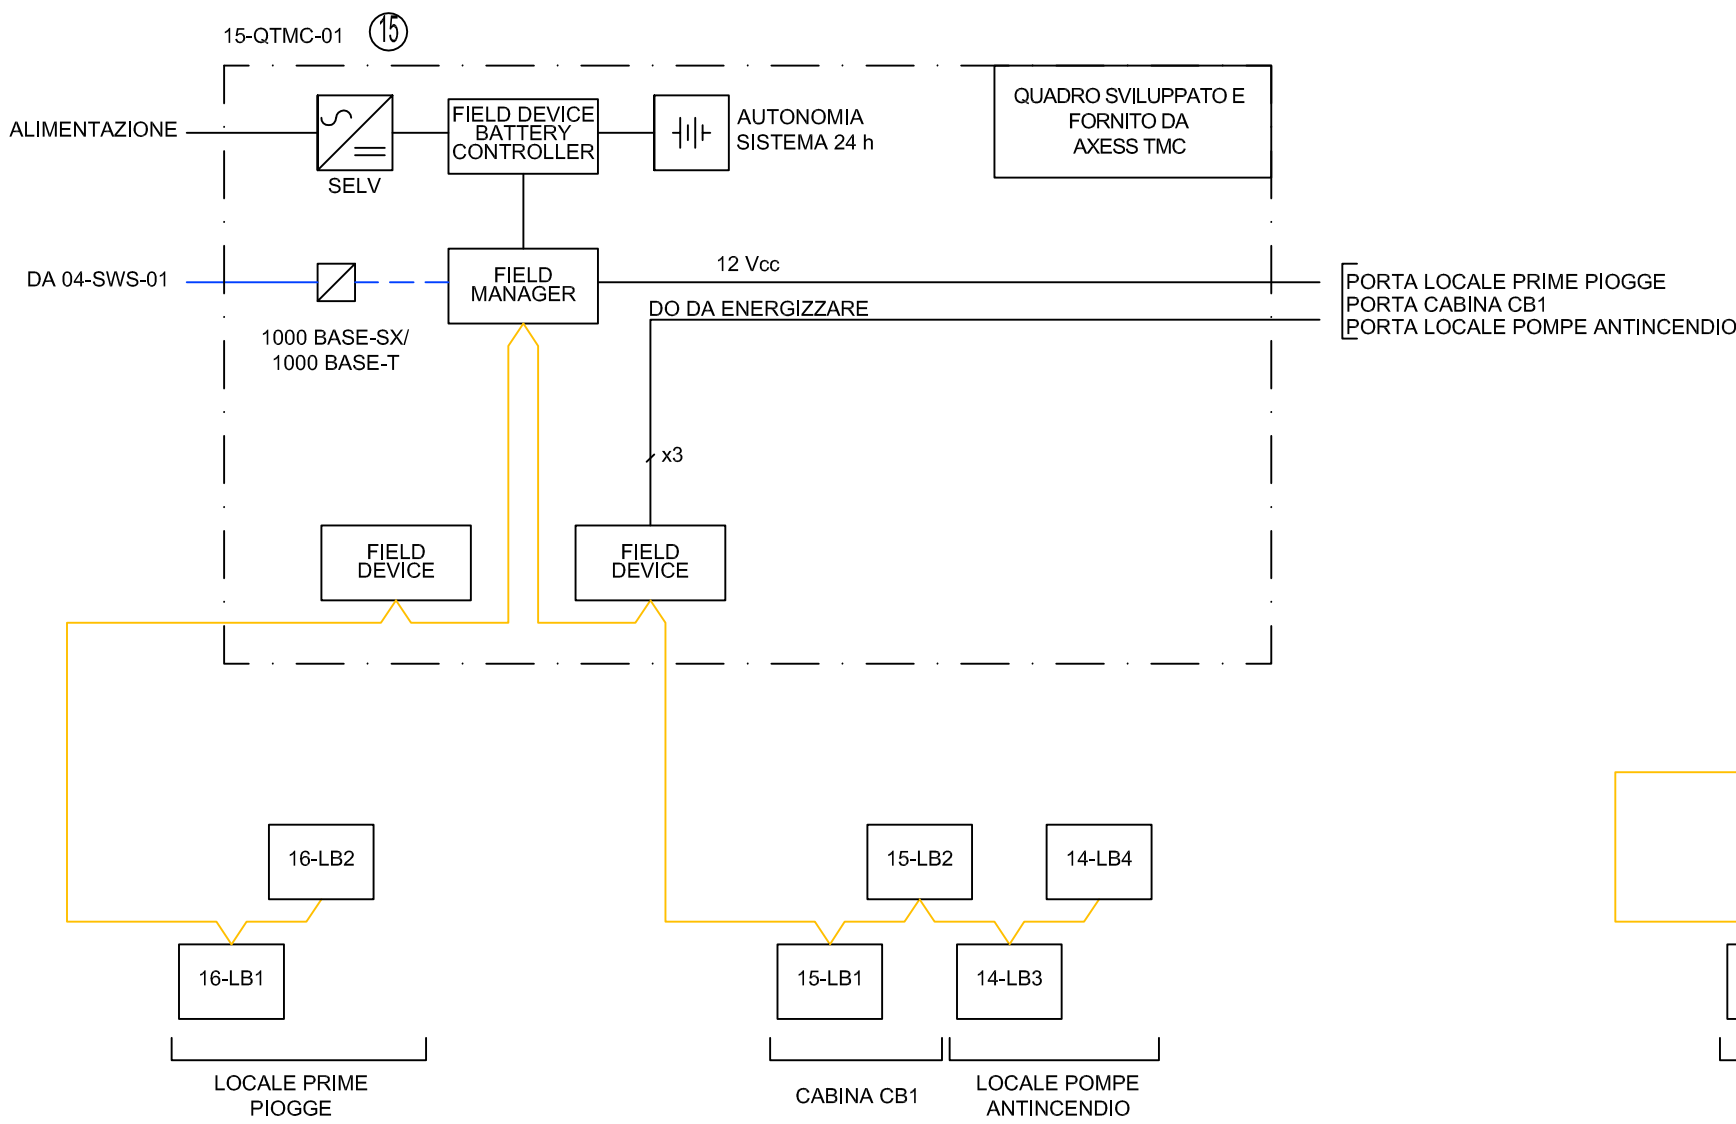 15-QTMC-01
15
ALIMENTAZIONE
SELV
FIELD DEVICE
BATTERY
CONTROLLER
AUTONOMIA
SISTEMA 24 h
QUADRO SVILUPPATO E
FORNITO DA
AXESS TMC
DA 04-SWS-01
1000 BASE-SX/
1000 BASE-T
FIELD
MANAGER
12 Vcc
DO DA ENERGIZZARE
PORTA LOCALE PRIME PIOGGE
PORTA CABINA CB1
PORTA LOCALE POMPE ANTINCENDIO
x3
FIELD
DEVICE
FIELD
DEVICE
16-LB2
15-LB2
14-LB4
16-LB1
15-LB1
14-LB3
LOCALE PRIME
PIOGGE
CABINA CB1
LOCALE POMPE
ANTINCENDIO